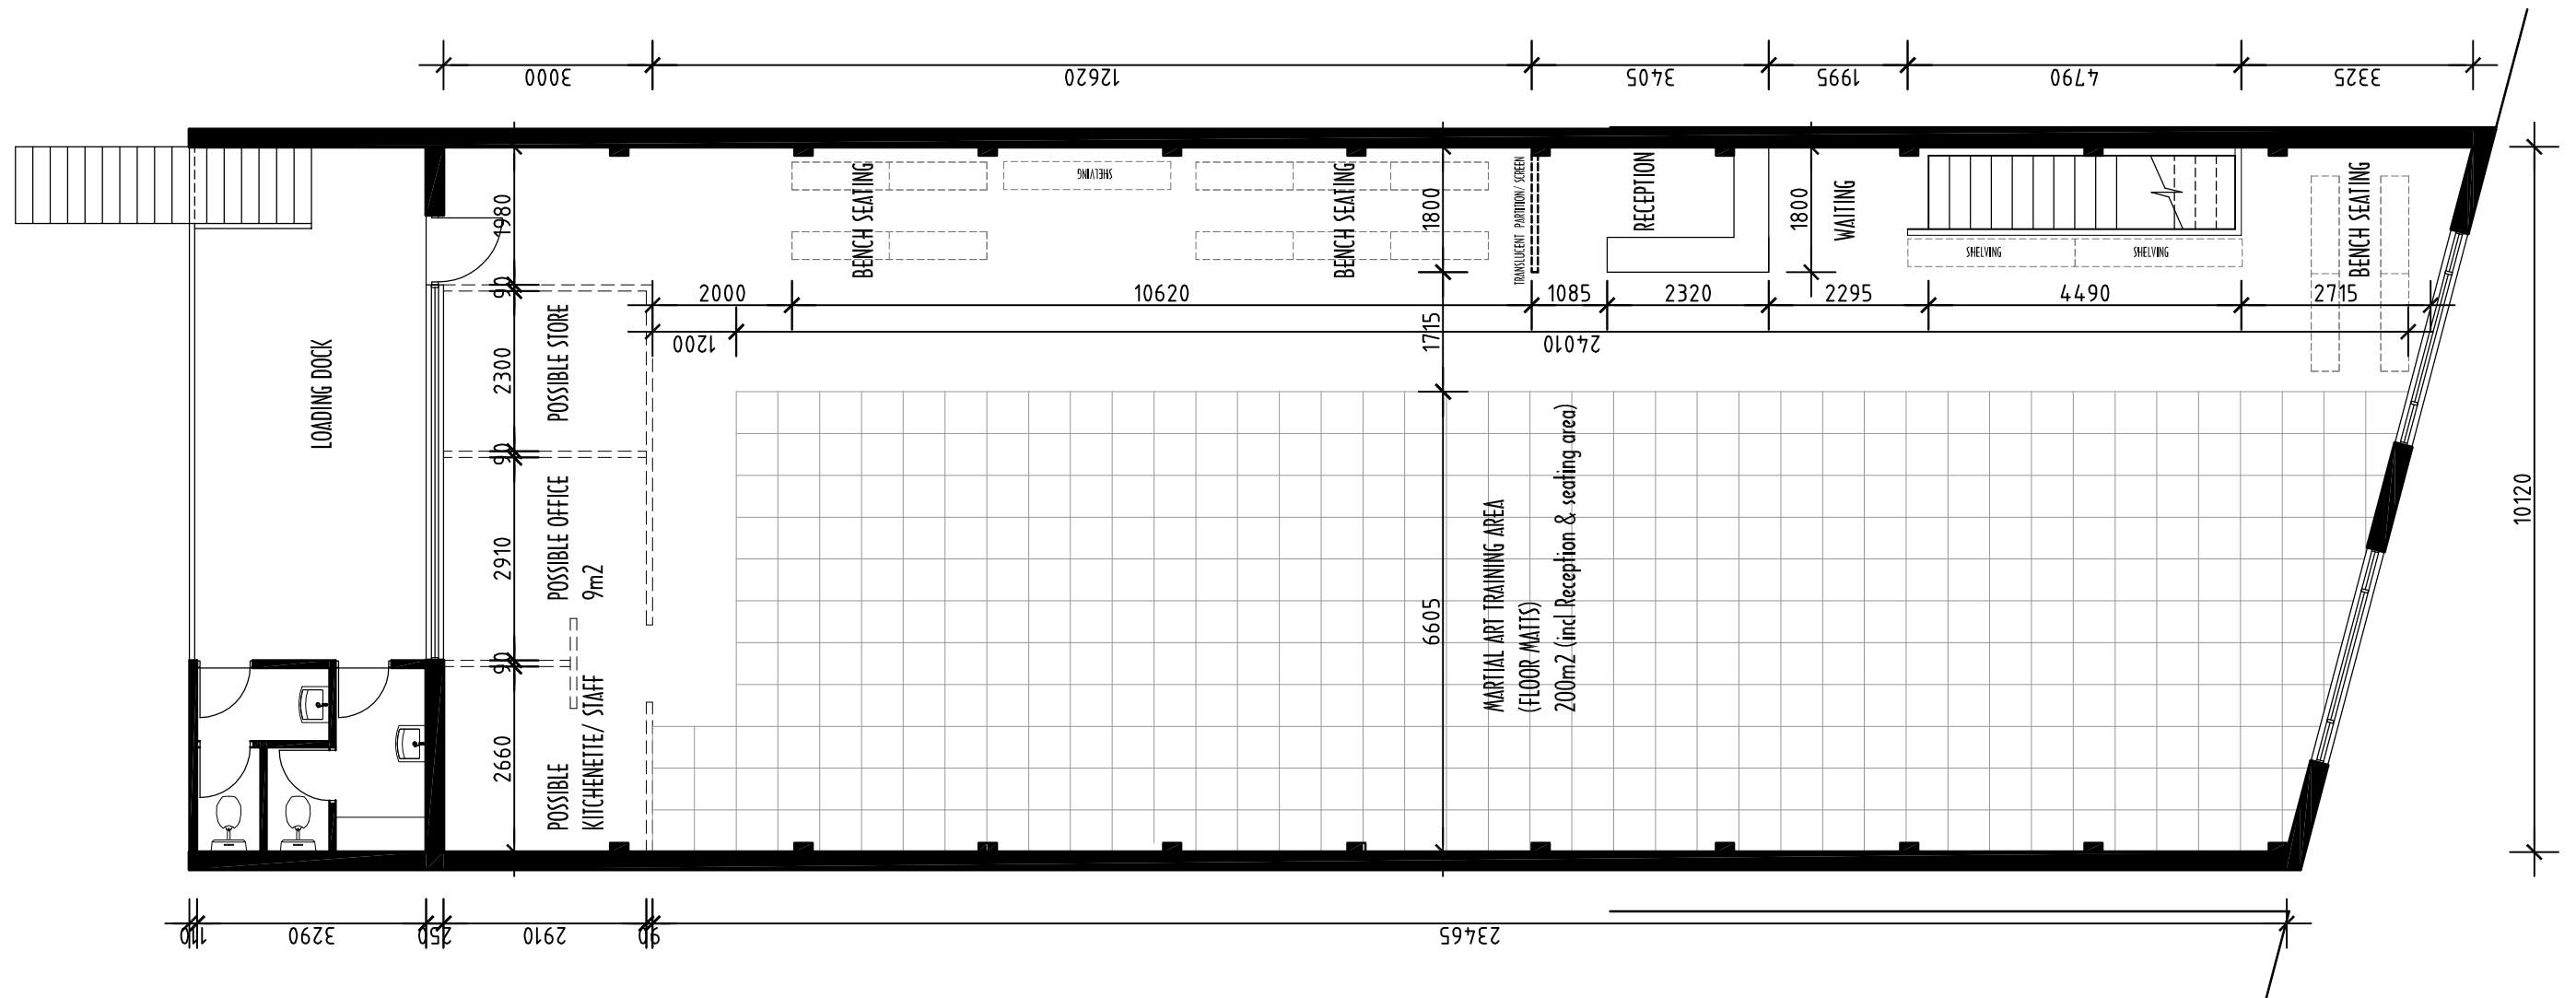 3000
12620
3405
1995
4790
3325
LOADING DOCK
1980
90
2300
90
2910
90
2660
POSSIBLE STORE
POSSIBLE OFFICE
9m2
POSSIBLE
KITCHENETTE/ STAFF
BENCH SEATING
SHELVING
BENCH SEATING
1800
TRANSLUCENT PARTITION/ SCREEN
RECEPTION
1800
WAITING
SHELVING
SHELVING
BENCH SEATING
2000
10620
1085
2320
2295
4490
2715
1200
24010
1715
6605
MARTIAL ART TRAINING AREA
(FLOOR MATTS)
200m2 (incl Reception & seating area)
10120
110
3290
250
2910
90
23465